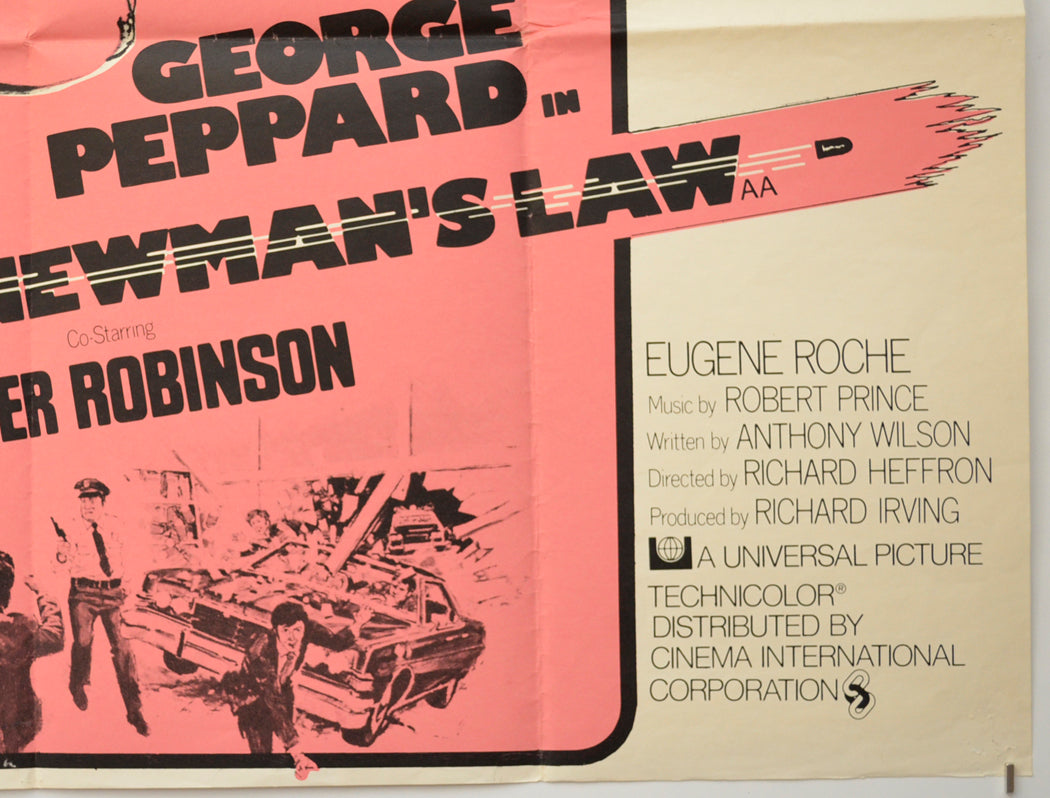 GEORGE
PEPPARD IN
NEWMAN'S LAW AA
Co-Starring
ER ROBINSON
EUGENE ROCHE
Music by ROBERT PRINCE
Written by ANTHONY WILSON
Directed by RICHARD HEFFRON
Produced by RICHARD IRVING
A UNIVERSAL PICTURE
TECHNICOLOR®
DISTRIBUTED BY
CINEMA INTERNATIONAL
CORPORATION